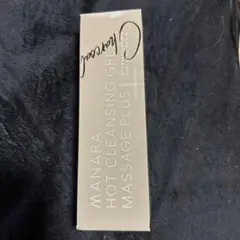 Charcoal
MANARA
HOT CLEANSING GEL
MASSAGE PLUS